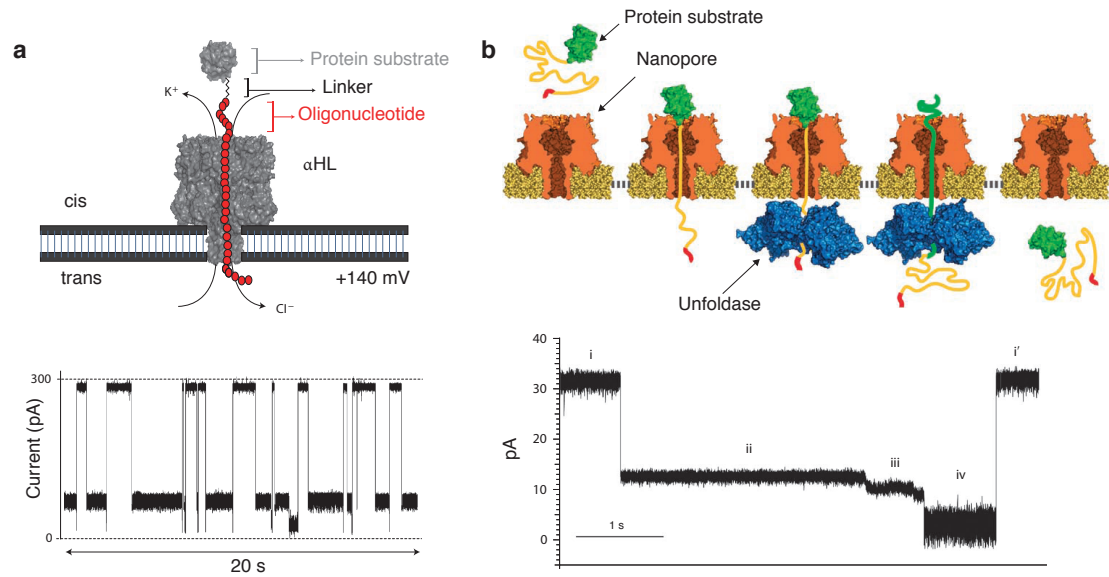 a
Protein substrate
Linker
Oligonucleotide
K+
αHL
cis
trans
+140 mV
Cl−
300
Current (pA)
0
20 s
b
Protein substrate
Nanopore
Unfoldase
40
30
20
10
0
pA
i
ii
iii
iv
i′
1 s